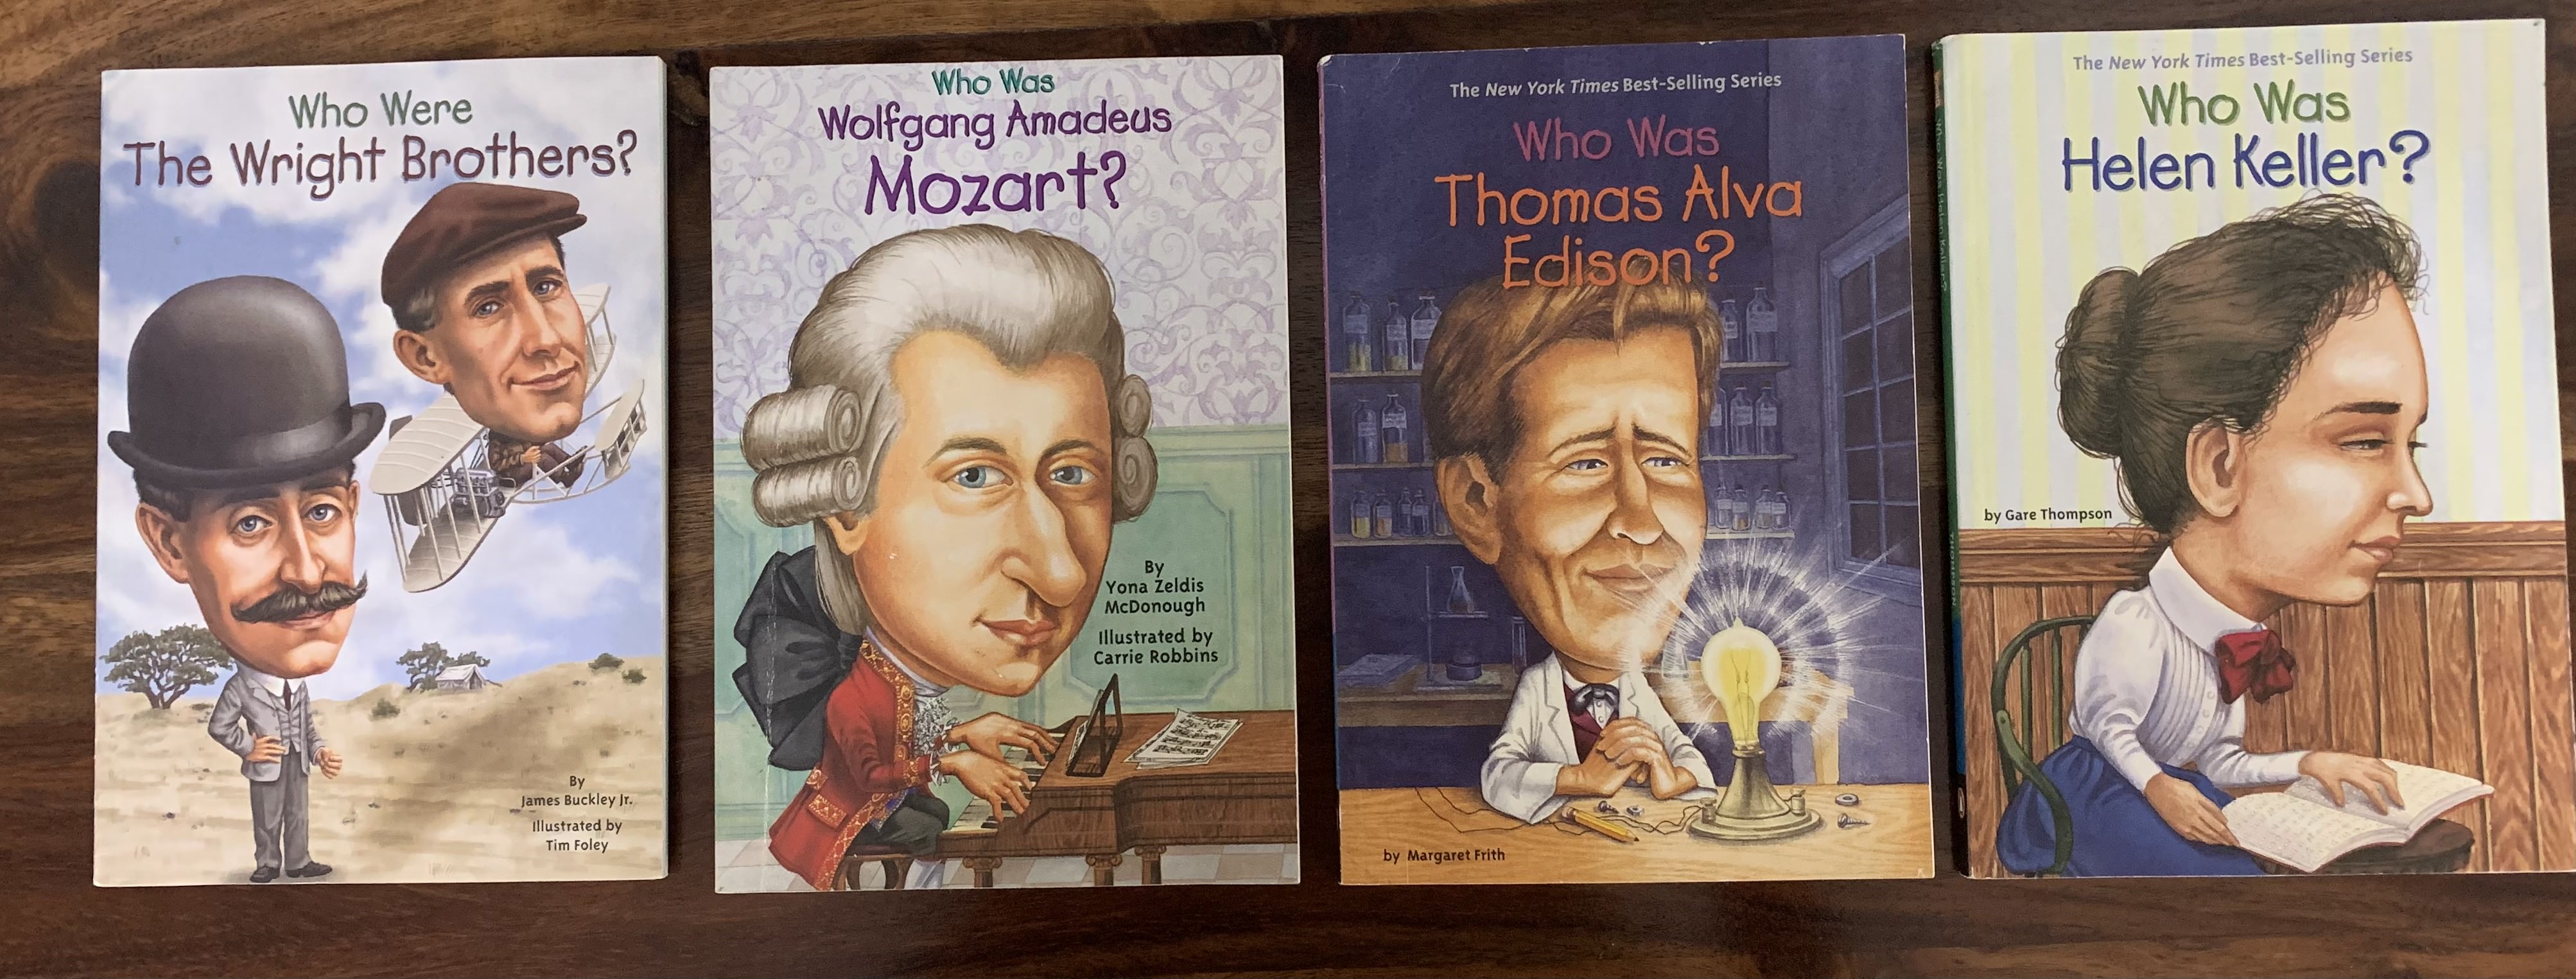 Who Were
The Wright Brothers?
By
James Buckley Jr.
Illustrated by
Tim Foley
Who Was
Wolfgang Amadeus
Mozart?
By
Yona Zeldis
McDonough
Illustrated by
Carrie Robbins
The New York Times Best-Selling Series
Who Was
Thomas Alva
Edison?
by Margaret Frith
The New York Times Best-Selling Series
Who Was
Helen Keller?
by Gare Thompson